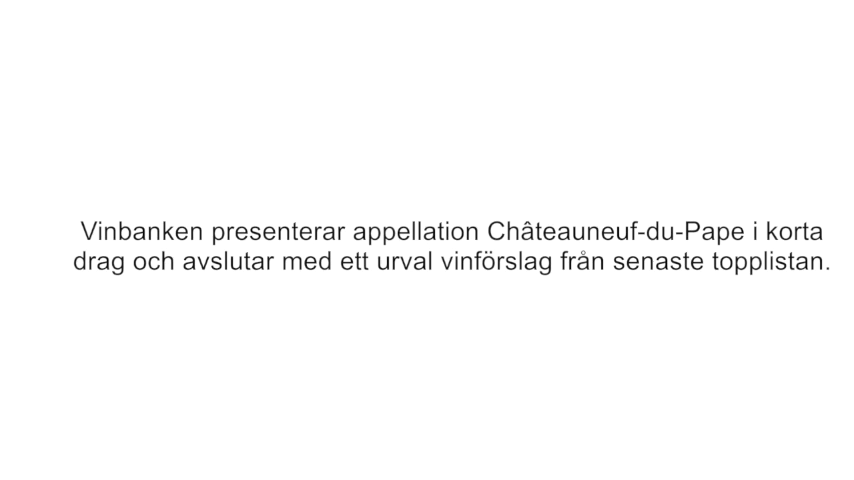 Vinbanken presenterar appellation Châteauneuf-du-Pape i korta
drag och avslutar med ett urval vinförslag från senaste topplistan.